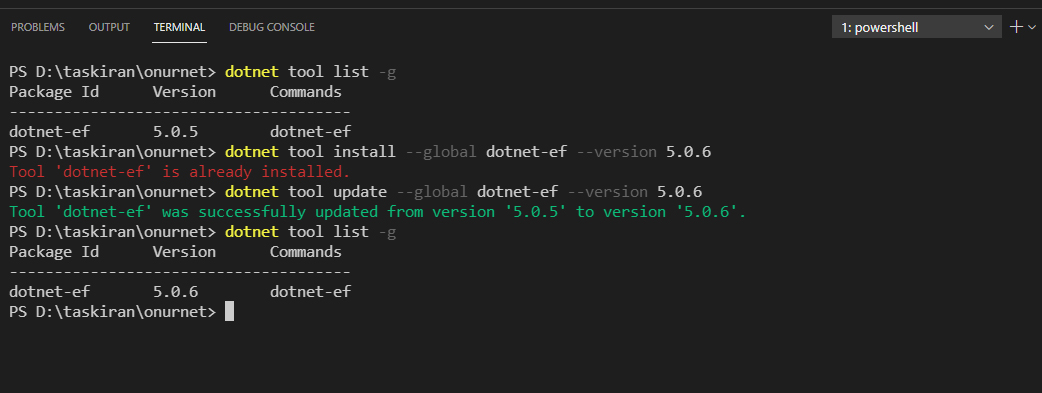 PROBLEMS OUTPUT TERMINAL DEBUG CONSOLE 1: powershell
PS D:\taskiran\onurnet> dotnet tool list -g
Package Id Version Commands
--------------------------------------
dotnet-ef 5.0.5 dotnet-ef
PS D:\taskiran\onurnet> dotnet tool install --global dotnet-ef --version 5.0.6
Tool 'dotnet-ef' is already installed.
PS D:\taskiran\onurnet> dotnet tool update --global dotnet-ef --version 5.0.6
Tool 'dotnet-ef' was successfully updated from version '5.0.5' to version '5.0.6'.
PS D:\taskiran\onurnet> dotnet tool list -g
Package Id Version Commands
--------------------------------------
dotnet-ef 5.0.6 dotnet-ef
PS D:\taskiran\onurnet>